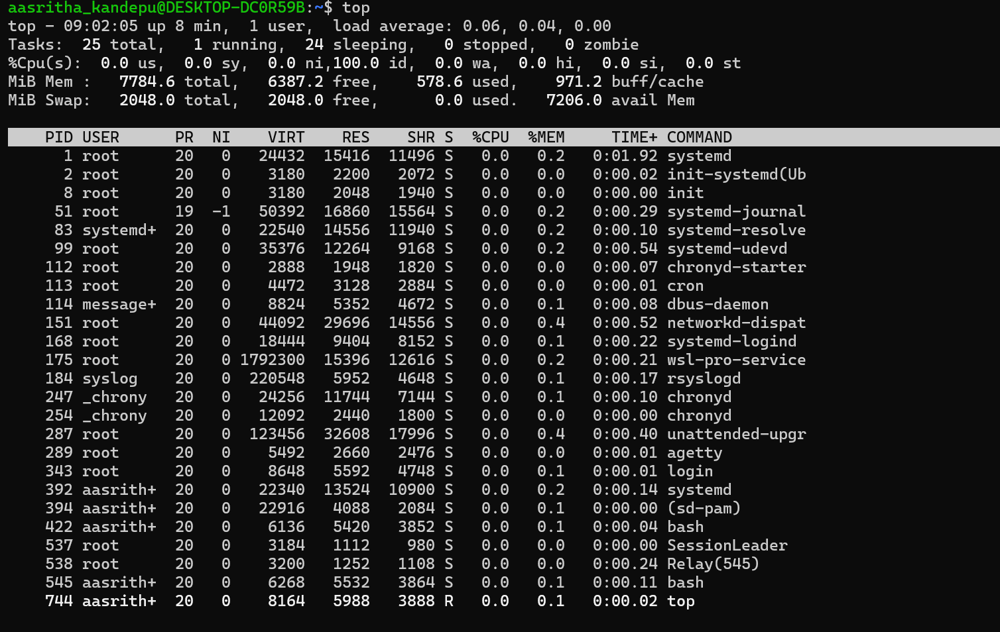 aasritha_kandepu@DESKTOP-DC0R59B:~$ top
top - 09:02:05 up 8 min,  1 user,  load average: 0.06, 0.04, 0.00
Tasks:  25 total,   1 running,  24 sleeping,   0 stopped,   0 zombie
%Cpu(s):  0.0 us,  0.0 sy,  0.0 ni,100.0 id,  0.0 wa,  0.0 hi,  0.0 si,  0.0 st
MiB Mem :   7784.6 total,   6387.2 free,    578.6 used,    971.2 buff/cache
MiB Swap:   2048.0 total,   2048.0 free,      0.0 used.   7206.0 avail Mem
    PID USER      PR  NI    VIRT    RES    SHR S  %CPU  %MEM     TIME+ COMMAND
      1 root      20   0   24432  15416  11496 S   0.0   0.2   0:01.92 systemd
      2 root      20   0    3180   2200   2072 S   0.0   0.0   0:00.02 init-systemd(Ub
      8 root      20   0    3180   2048   1940 S   0.0   0.0   0:00.00 init
     51 root      19  -1   50392  16860  15564 S   0.0   0.2   0:00.29 systemd-journal
     83 systemd+  20   0   22540  14556  11940 S   0.0   0.2   0:00.10 systemd-resolve
     99 root      20   0   35376  12264   9168 S   0.0   0.2   0:00.54 systemd-udevd
    112 root      20   0    2888   1948   1820 S   0.0   0.0   0:00.07 chronyd-starter
    113 root      20   0    4472   3128   2884 S   0.0   0.0   0:00.01 cron
    114 message+  20   0    8824   5352   4672 S   0.0   0.1   0:00.08 dbus-daemon
    151 root      20   0   44092  29696  14556 S   0.0   0.4   0:00.52 networkd-dispat
    168 root      20   0   18444   9404   8152 S   0.0   0.1   0:00.22 systemd-logind
    175 root      20   0 1792300  15396  12616 S   0.0   0.2   0:00.21 wsl-pro-service
    184 syslog    20   0  220548   5952   4648 S   0.0   0.1   0:00.17 rsyslogd
    247 _chrony   20   0   24256  11744   7144 S   0.0   0.1   0:00.10 chronyd
    254 _chrony   20   0   12092   2440   1800 S   0.0   0.0   0:00.00 chronyd
    287 root      20   0  123456  32608  17996 S   0.0   0.4   0:00.40 unattended-upgr
    289 root      20   0    5492   2660   2476 S   0.0   0.0   0:00.01 agetty
    343 root      20   0    8648   5592   4748 S   0.0   0.1   0:00.01 login
    392 aasrith+  20   0   22340  13524  10900 S   0.0   0.2   0:00.14 systemd
    394 aasrith+  20   0   22916   4088   2084 S   0.0   0.1   0:00.00 (sd-pam)
    422 aasrith+  20   0    6136   5420   3852 S   0.0   0.1   0:00.04 bash
    537 root      20   0    3184   1112    980 S   0.0   0.0   0:00.00 SessionLeader
    538 root      20   0    3200   1252   1108 S   0.0   0.0   0:00.24 Relay(545)
    545 aasrith+  20   0    6268   5532   3864 S   0.0   0.1   0:00.11 bash
    744 aasrith+  20   0    8164   5988   3888 R   0.0   0.1   0:00.02 top